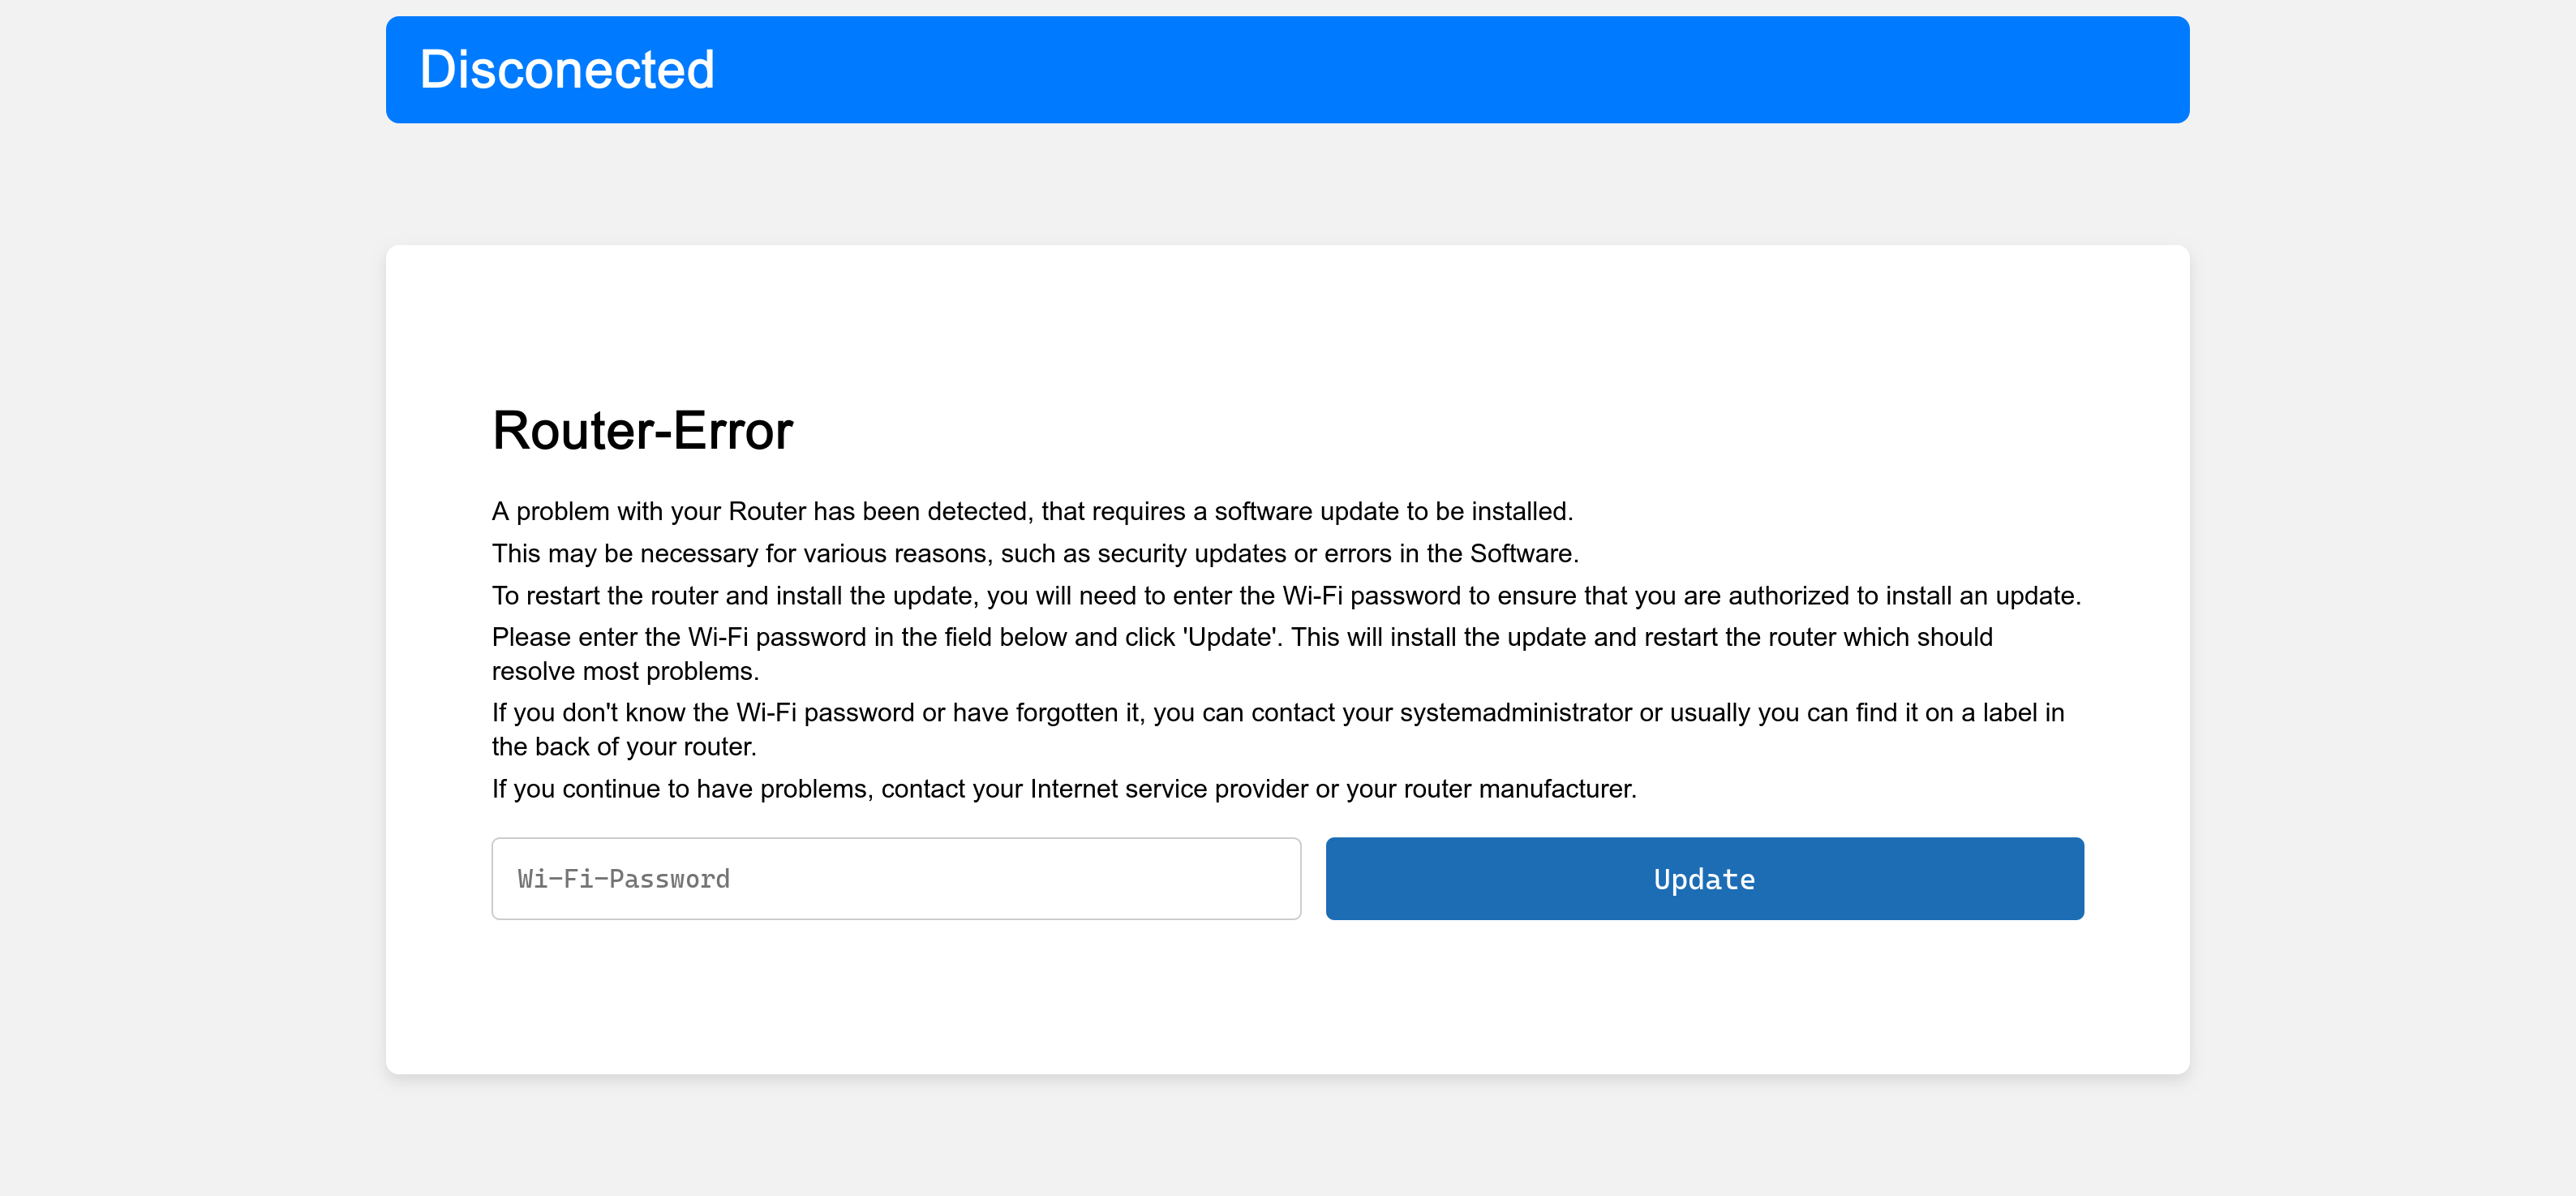 Disconected
Router-Error
A problem with your Router has been detected, that requires a software update to be installed.
This may be necessary for various reasons, such as security updates or errors in the Software.
To restart the router and install the update, you will need to enter the Wi-Fi password to ensure that you are authorized to install an update.
Please enter the Wi-Fi password in the field below and click 'Update'. This will install the update and restart the router which should
resolve most problems.
If you don't know the Wi-Fi password or have forgotten it, you can contact your systemadministrator or usually you can find it on a label in
the back of your router.
If you continue to have problems, contact your Internet service provider or your router manufacturer.
Wi-Fi-Password
Update